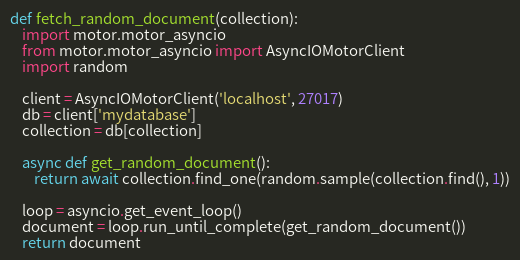 def fetch_random_document(collection):
    import motor.motor_asyncio
    from motor.motor_asyncio import AsyncIOMotorClient
    import random

    client = AsyncIOMotorClient('localhost', 27017)
    db = client['mydatabase']
    collection = db[collection]

    async def get_random_document():
        return await collection.find_one(random.sample(collection.find(), 1))

    loop = asyncio.get_event_loop()
    document = loop.run_until_complete(get_random_document())
    return document